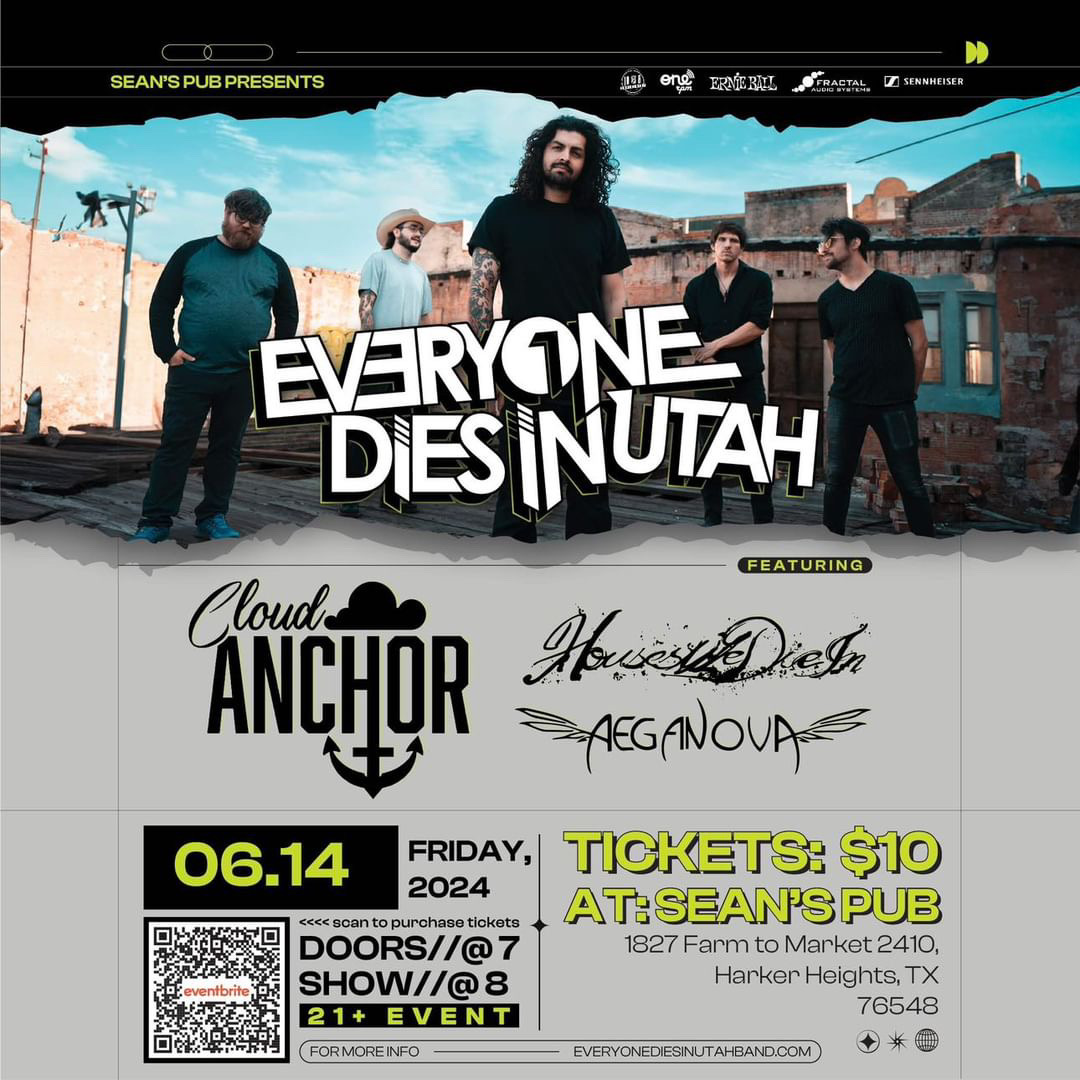 SEAN'S PUB PRESENTS
one rpm
ERNIE BALL
FRACTAL
AUDIO SYSTEMS
SENNHEISER
EVERYONE
DIES IN UTAH
FEATURING
Cloud
ANCHOR
Houses We Die In
AEGANOVA
06.14
FRIDAY,
2024
<<<< scan to purchase tickets
DOORS//@7
SHOW//@8
21+ EVENT
eventbrite
TICKETS: $10
AT: SEAN'S PUB
1827 Farm to Market 2410,
Harker Heights, TX
76548
FOR MORE INFO
EVERYONEDIESINUTAHBAND.COM